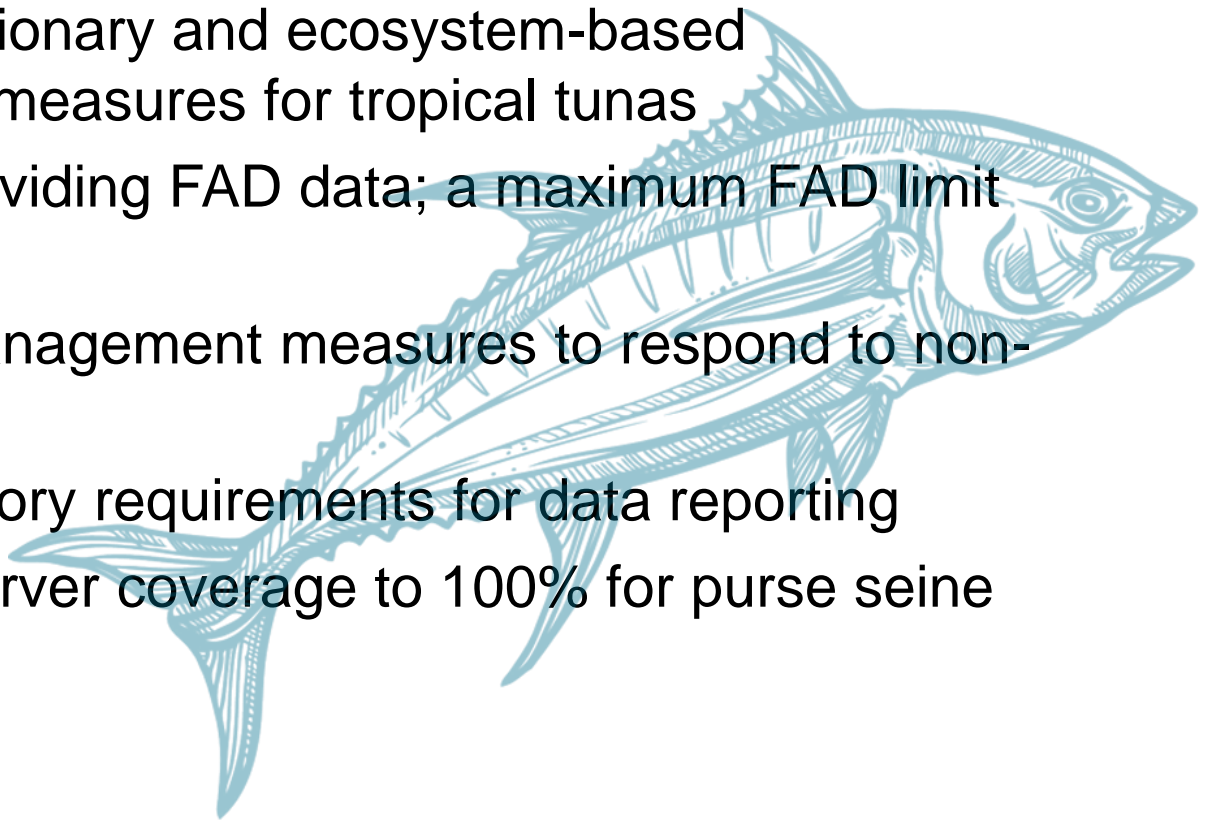 ionary and ecosystem-based
measures for tropical tunas
viding FAD data; a maximum FAD limit
nagement measures to respond to non-
ory requirements for data reporting
rver coverage to 100% for purse seine